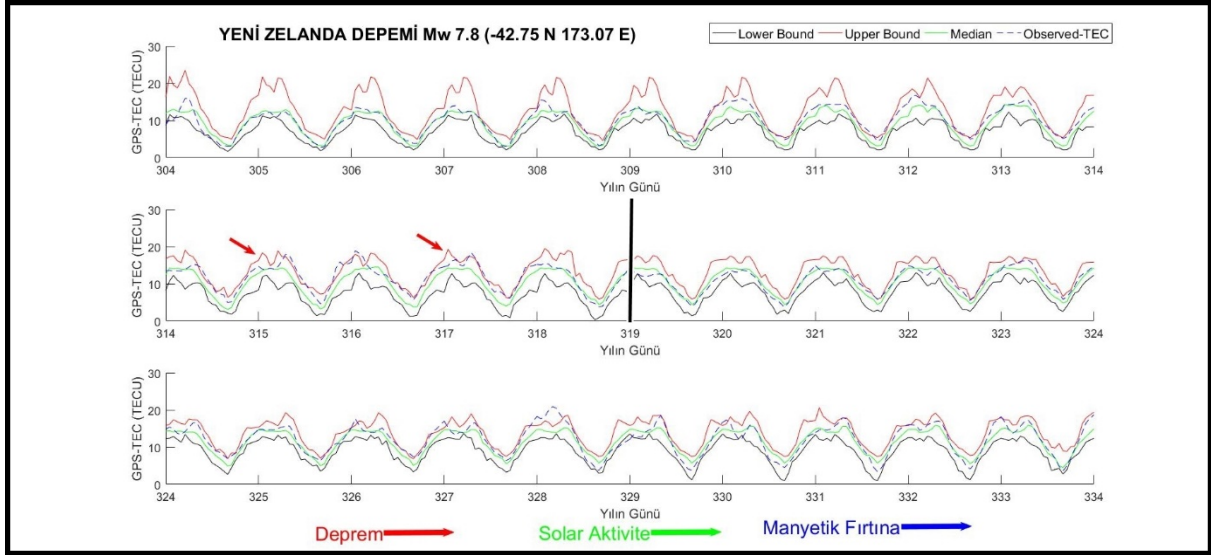 YENİ ZELANDA DEPEMİ Mw 7.8 (-42.75 N 173.07 E)
Lower Bound Upper Bound Median Observed-TEC
GPS-TEC (TECU)
30
20
10
0
304 305 306 307 308 309 310 311 312 313 314
Yılın Günü
GPS-TEC (TECU)
30
20
10
0
314 315 316 317 318 319 320 321 322 323 324
Yılın Günü
GPS-TEC (TECU)
30
20
10
0
324 325 326 327 328 329 330 331 332 333 334
Yılın Günü
Deprem Solar Aktivite Manyetik Fırtına